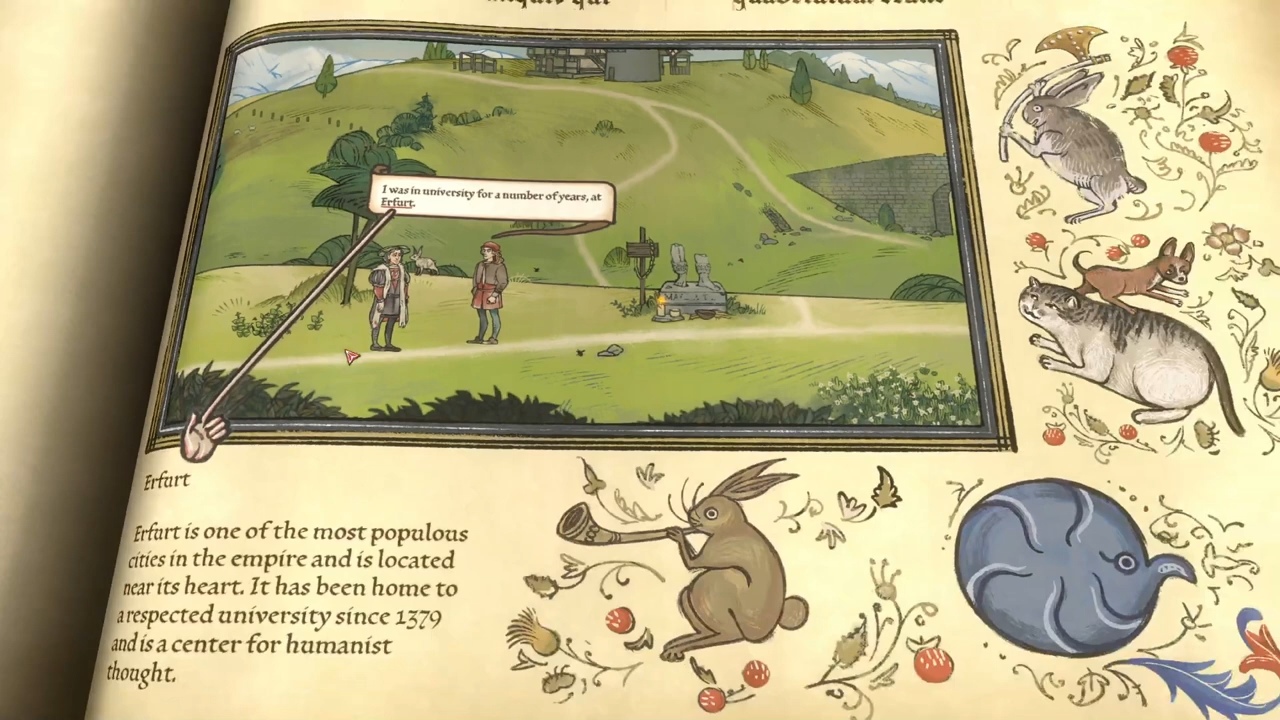 I was in university for a number of years, at
Erfurt.
Erfurt
Erfurt is one of the most populous
cities in the empire and is located
near its heart. It has been home to
a respected university since 1379
and is a center for humanist
thought.